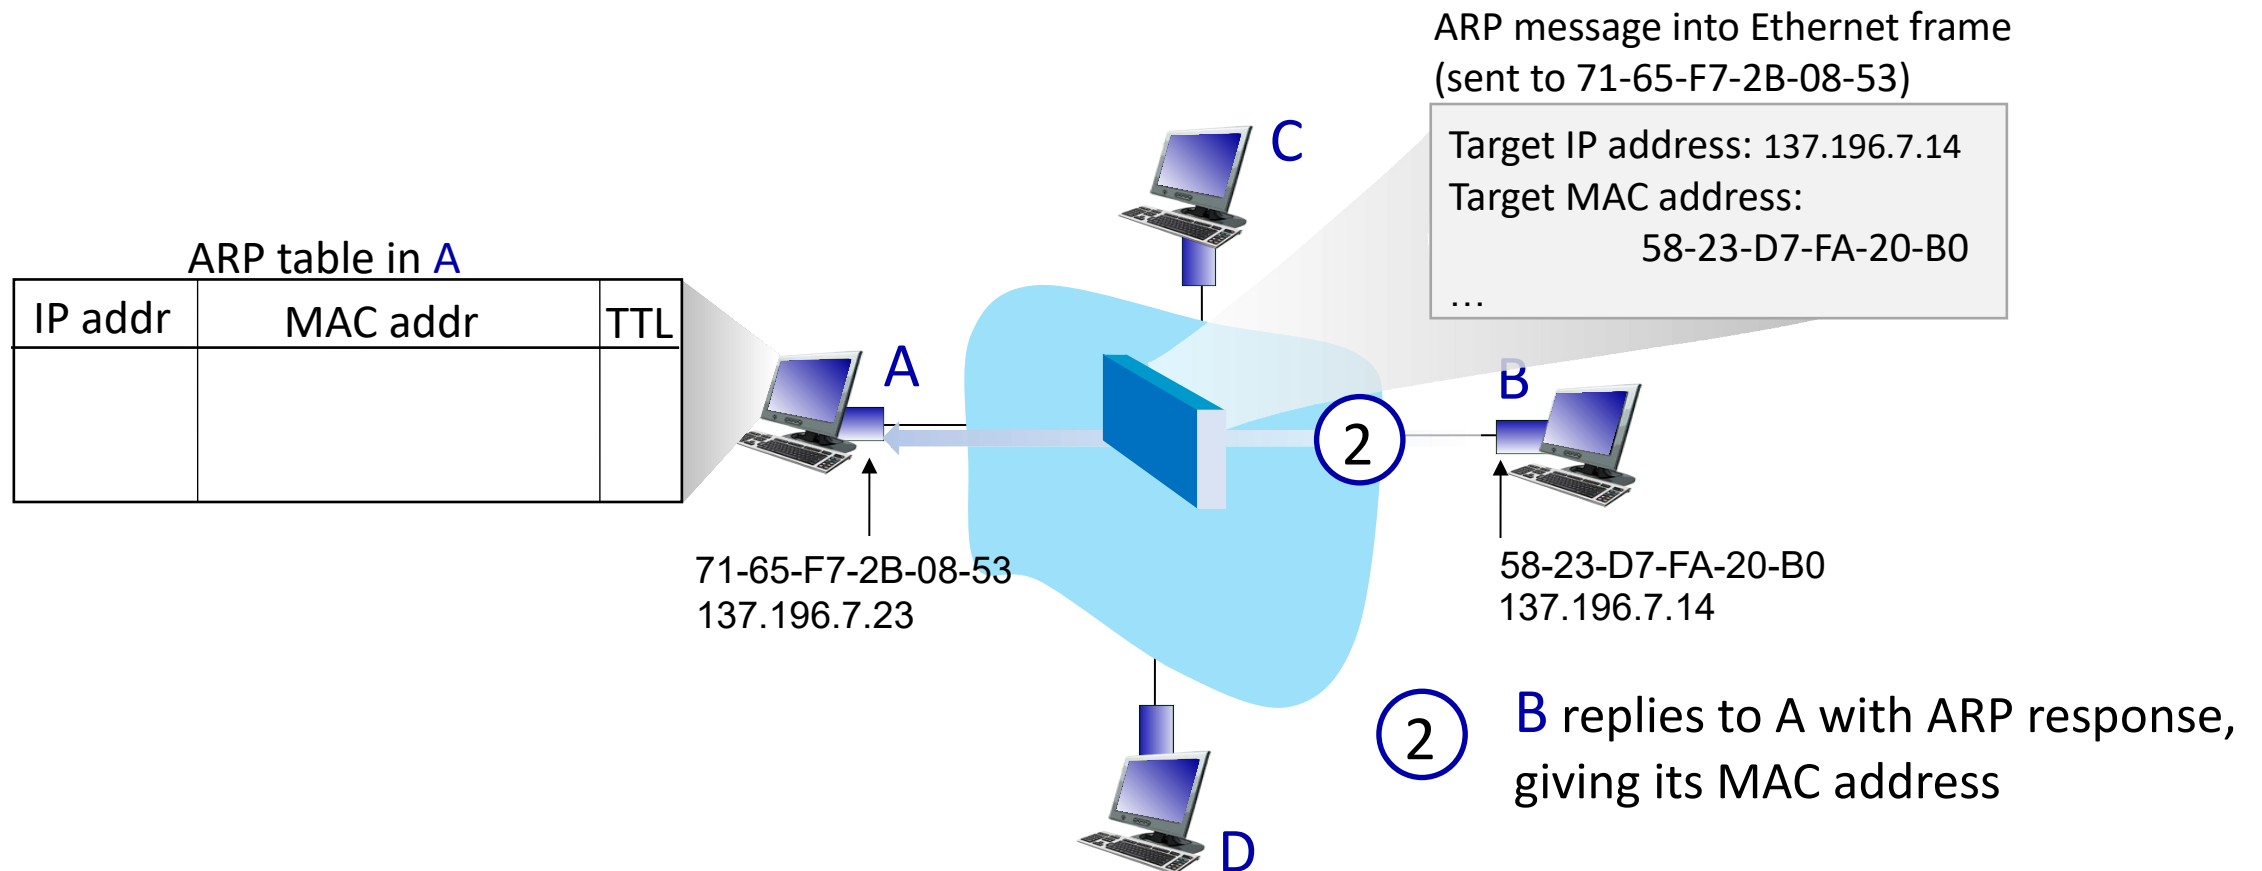 ARP message into Ethernet frame
(sent to 71-65-F7-2B-08-53)
Target IP address: 137.196.7.14
Target MAC address:
58-23-D7-FA-20-B0
…
C
ARP table in A
IP addr MAC addr TTL
A
B
2
71-65-F7-2B-08-53
137.196.7.23
58-23-D7-FA-20-B0
137.196.7.14
2 B replies to A with ARP response,
giving its MAC address
D